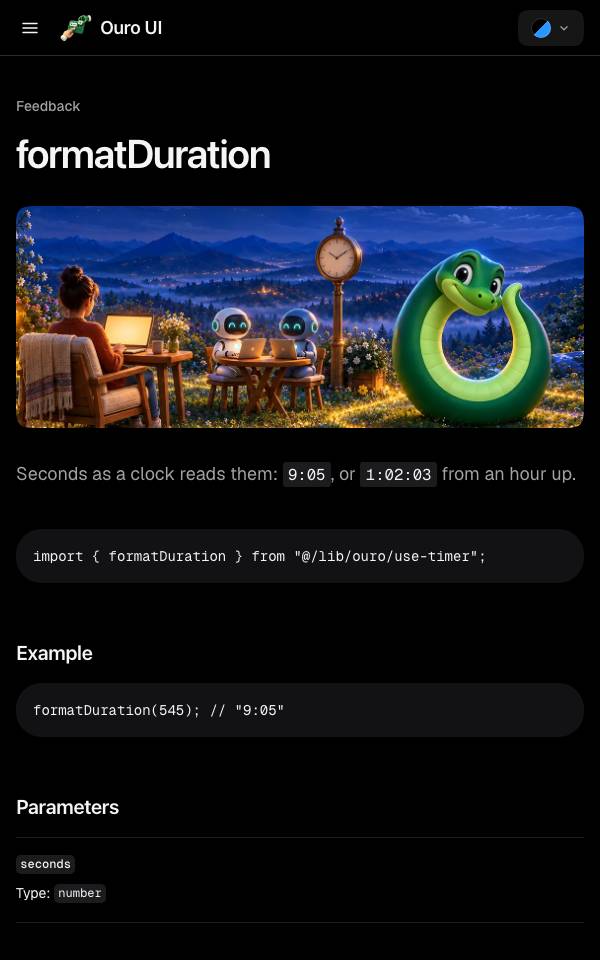 Ouro UI
Feedback
formatDuration
Seconds as a clock reads them: 9:05, or 1:02:03 from an hour up.
import { formatDuration } from "@/lib/ouro/use-timer";
Example
formatDuration(545); // "9:05"
Parameters
seconds
Type: number